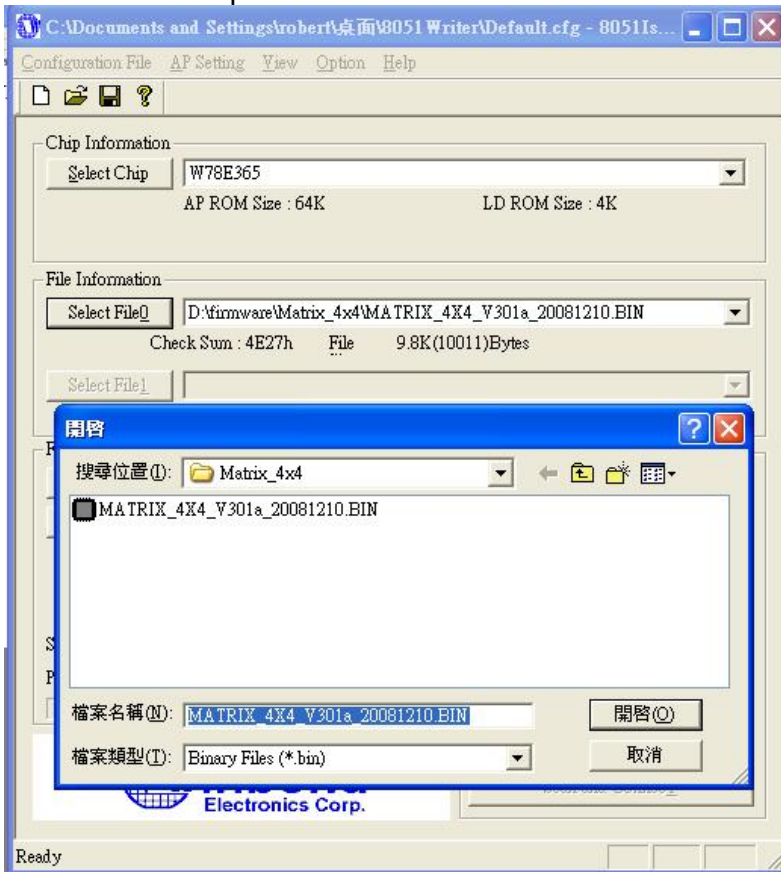 C:\Documents and Settings\robert\桌面\8051 Writer\Default.cfg - 8051Is...
Configuration File AP Setting View Option Help
Chip Information
Select Chip W78E365
AP ROM Size : 64K LD ROM Size : 4K
File Information
Select File0 D:\firmware\Matrix_4x4\MATRIX_4X4_V301a_20081210.BIN
Check Sum : 4E27h File 9.8K(10011)Bytes
Select File1
開啓
搜尋位置(I): Matrix_4x4
MATRIX_4X4_V301a_20081210.BIN
檔案名稱(N): MATRIX_4X4_V301a_20081210.BIN 開啓(O)
檔案類型(T): Binary Files (*.bin) 取消
Electronics Corp.
Ready